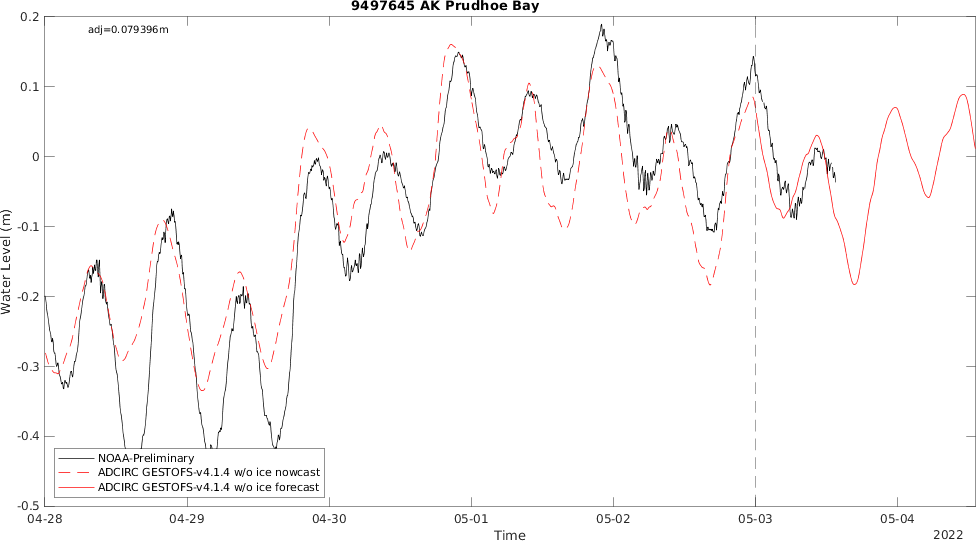 9497645 AK Prudhoe Bay
adj=0.079396m
0.2
0.1
0
-0.1
-0.2
-0.3
-0.4
-0.5
Water Level (m)
NOAA-Preliminary
ADCIRC GESTOFS-v4.1.4 w/o ice nowcast
ADCIRC GESTOFS-v4.1.4 w/o ice forecast
04-28 04-29 04-30 05-01 05-02 05-03 05-04
Time
2022